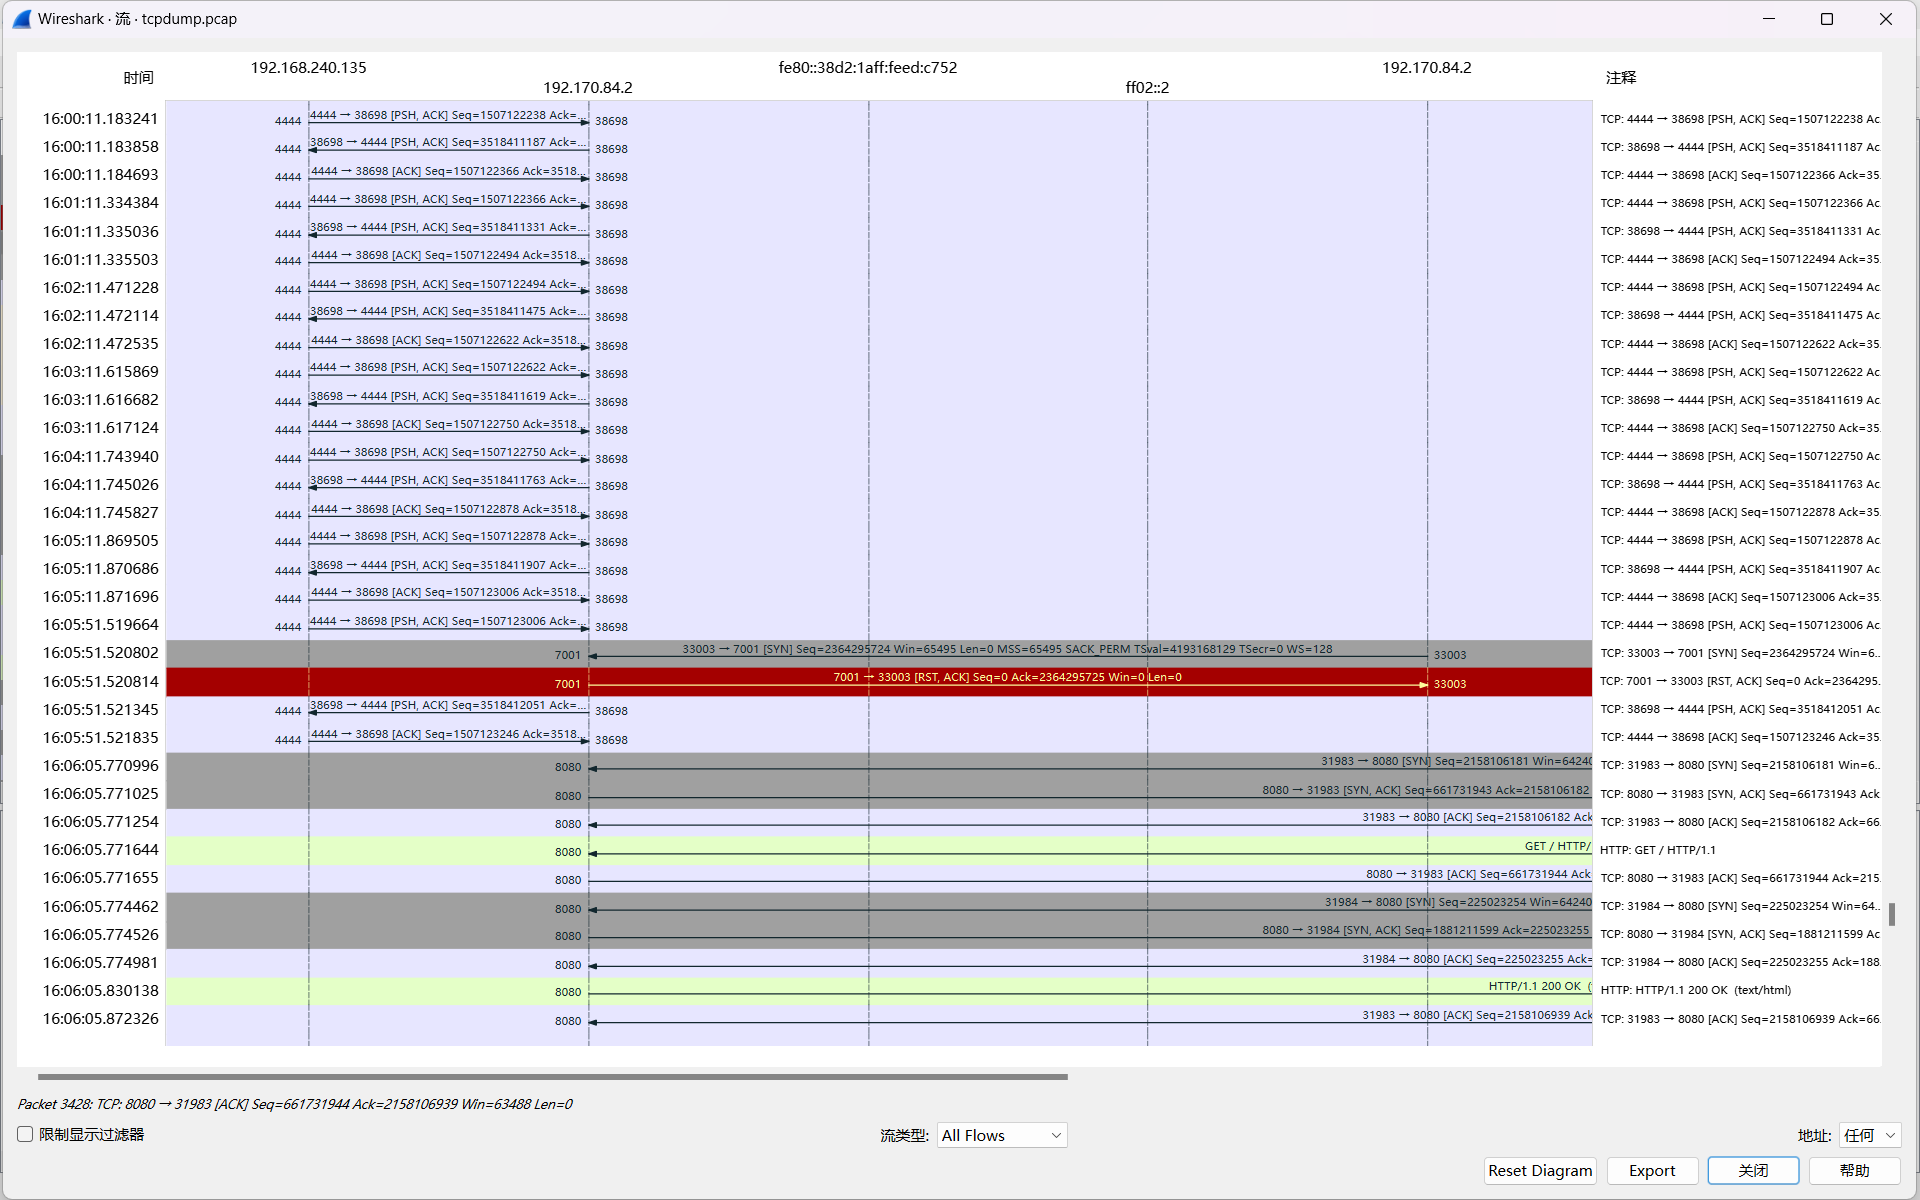 Wireshark · 流 · tcpdump.pcap
时间
192.168.240.135
192.170.84.2
fe80::38d2:1aff:feed:c752
ff02::2
192.170.84.2
注释
16:00:11.183241 4444 4444 → 38698 [PSH, ACK] Seq=1507122238 Ack=... 38698 TCP: 4444 → 38698 [PSH, ACK] Seq=1507122238 Ac
16:00:11.183858 4444 38698 → 4444 [PSH, ACK] Seq=3518411187 Ack=... 38698 TCP: 38698 → 4444 [PSH, ACK] Seq=3518411187 Ac
16:00:11.184693 4444 4444 → 38698 [ACK] Seq=1507122366 Ack=3518... 38698 TCP: 4444 → 38698 [ACK] Seq=1507122366 Ack=35
16:01:11.334384 4444 4444 → 38698 [PSH, ACK] Seq=1507122366 Ack=... 38698 TCP: 4444 → 38698 [PSH, ACK] Seq=1507122366 Ac
16:01:11.335036 4444 38698 → 4444 [PSH, ACK] Seq=3518411331 Ack=... 38698 TCP: 38698 → 4444 [PSH, ACK] Seq=3518411331 Ac
16:01:11.335503 4444 4444 → 38698 [ACK] Seq=1507122494 Ack=3518... 38698 TCP: 4444 → 38698 [ACK] Seq=1507122494 Ack=35
16:02:11.471228 4444 4444 → 38698 [PSH, ACK] Seq=1507122494 Ack=... 38698 TCP: 4444 → 38698 [PSH, ACK] Seq=1507122494 Ac
16:02:11.472114 4444 38698 → 4444 [PSH, ACK] Seq=3518411475 Ack=... 38698 TCP: 38698 → 4444 [PSH, ACK] Seq=3518411475 Ac
16:02:11.472535 4444 4444 → 38698 [ACK] Seq=1507122622 Ack=3518... 38698 TCP: 4444 → 38698 [ACK] Seq=1507122622 Ack=35
16:03:11.615869 4444 4444 → 38698 [PSH, ACK] Seq=1507122622 Ack=... 38698 TCP: 4444 → 38698 [PSH, ACK] Seq=1507122622 Ac
16:03:11.616682 4444 38698 → 4444 [PSH, ACK] Seq=3518411619 Ack=... 38698 TCP: 38698 → 4444 [PSH, ACK] Seq=3518411619 Ac
16:03:11.617124 4444 4444 → 38698 [ACK] Seq=1507122750 Ack=3518... 38698 TCP: 4444 → 38698 [ACK] Seq=1507122750 Ack=35
16:04:11.743940 4444 4444 → 38698 [PSH, ACK] Seq=1507122750 Ack=... 38698 TCP: 4444 → 38698 [PSH, ACK] Seq=1507122750 Ac
16:04:11.745026 4444 38698 → 4444 [PSH, ACK] Seq=3518411763 Ack=... 38698 TCP: 38698 → 4444 [PSH, ACK] Seq=3518411763 Ac
16:04:11.745827 4444 4444 → 38698 [ACK] Seq=1507122878 Ack=3518... 38698 TCP: 4444 → 38698 [ACK] Seq=1507122878 Ack=35
16:05:11.869505 4444 4444 → 38698 [PSH, ACK] Seq=1507122878 Ack=... 38698 TCP: 4444 → 38698 [PSH, ACK] Seq=1507122878 Ac
16:05:11.870686 4444 38698 → 4444 [PSH, ACK] Seq=3518411907 Ack=... 38698 TCP: 38698 → 4444 [PSH, ACK] Seq=3518411907 Ac
16:05:11.871696 4444 4444 → 38698 [ACK] Seq=1507123006 Ack=3518... 38698 TCP: 4444 → 38698 [ACK] Seq=1507123006 Ack=35
16:05:51.519664 4444 4444 → 38698 [PSH, ACK] Seq=1507123006 Ack=... 38698 TCP: 4444 → 38698 [PSH, ACK] Seq=1507123006 Ac
16:05:51.520802 7001 33003 → 7001 [SYN] Seq=2364295724 Win=65495 Len=0 MSS=65495 SACK_PERM TSval=4193168129 TSecr=0 WS=128 33003 TCP: 33003 → 7001 [SYN] Seq=2364295724 Win=6...
16:05:51.520814 7001 7001 → 33003 [RST, ACK] Seq=0 Ack=2364295725 Win=0 Len=0 33003 TCP: 7001 → 33003 [RST, ACK] Seq=0 Ack=2364295...
16:05:51.521345 4444 38698 → 4444 [PSH, ACK] Seq=3518412051 Ack=... 38698 TCP: 38698 → 4444 [PSH, ACK] Seq=3518412051 Ac
16:05:51.521835 4444 4444 → 38698 [ACK] Seq=1507123246 Ack=3518... 38698 TCP: 4444 → 38698 [ACK] Seq=1507123246 Ack=35
16:06:05.770996 8080 31983 → 8080 [SYN] Seq=2158106181 Win=64240 TCP: 31983 → 8080 [SYN] Seq=2158106181 Win=6...
16:06:05.771025 8080 8080 → 31983 [SYN, ACK] Seq=661731943 Ack=2158106182 TCP: 8080 → 31983 [SYN, ACK] Seq=661731943 Ack
16:06:05.771254 8080 31983 → 8080 [ACK] Seq=2158106182 Ack TCP: 31983 → 8080 [ACK] Seq=2158106182 Ack=66
16:06:05.771644 8080 GET / HTTP/ HTTP: GET / HTTP/1.1
16:06:05.771655 8080 8080 → 31983 [ACK] Seq=661731944 Ack TCP: 8080 → 31983 [ACK] Seq=661731944 Ack=215
16:06:05.774462 8080 31984 → 8080 [SYN] Seq=225023254 Win=64240 TCP: 31984 → 8080 [SYN] Seq=225023254 Win=64...
16:06:05.774526 8080 8080 → 31984 [SYN, ACK] Seq=1881211599 Ack=225023255 TCP: 8080 → 31984 [SYN, ACK] Seq=1881211599 Ac
16:06:05.774981 8080 31984 → 8080 [ACK] Seq=225023255 Ack= TCP: 31984 → 8080 [ACK] Seq=225023255 Ack=188
16:06:05.830138 8080 HTTP/1.1 200 OK ( HTTP: HTTP/1.1 200 OK (text/html)
16:06:05.872326 8080 31983 → 8080 [ACK] Seq=2158106939 Ack TCP: 31983 → 8080 [ACK] Seq=2158106939 Ack=66
Packet 3428: TCP: 8080 → 31983 [ACK] Seq=661731944 Ack=2158106939 Win=63488 Len=0
限制显示过滤器
流类型: All Flows
地址: 任何
Reset Diagram
Export
关闭
帮助